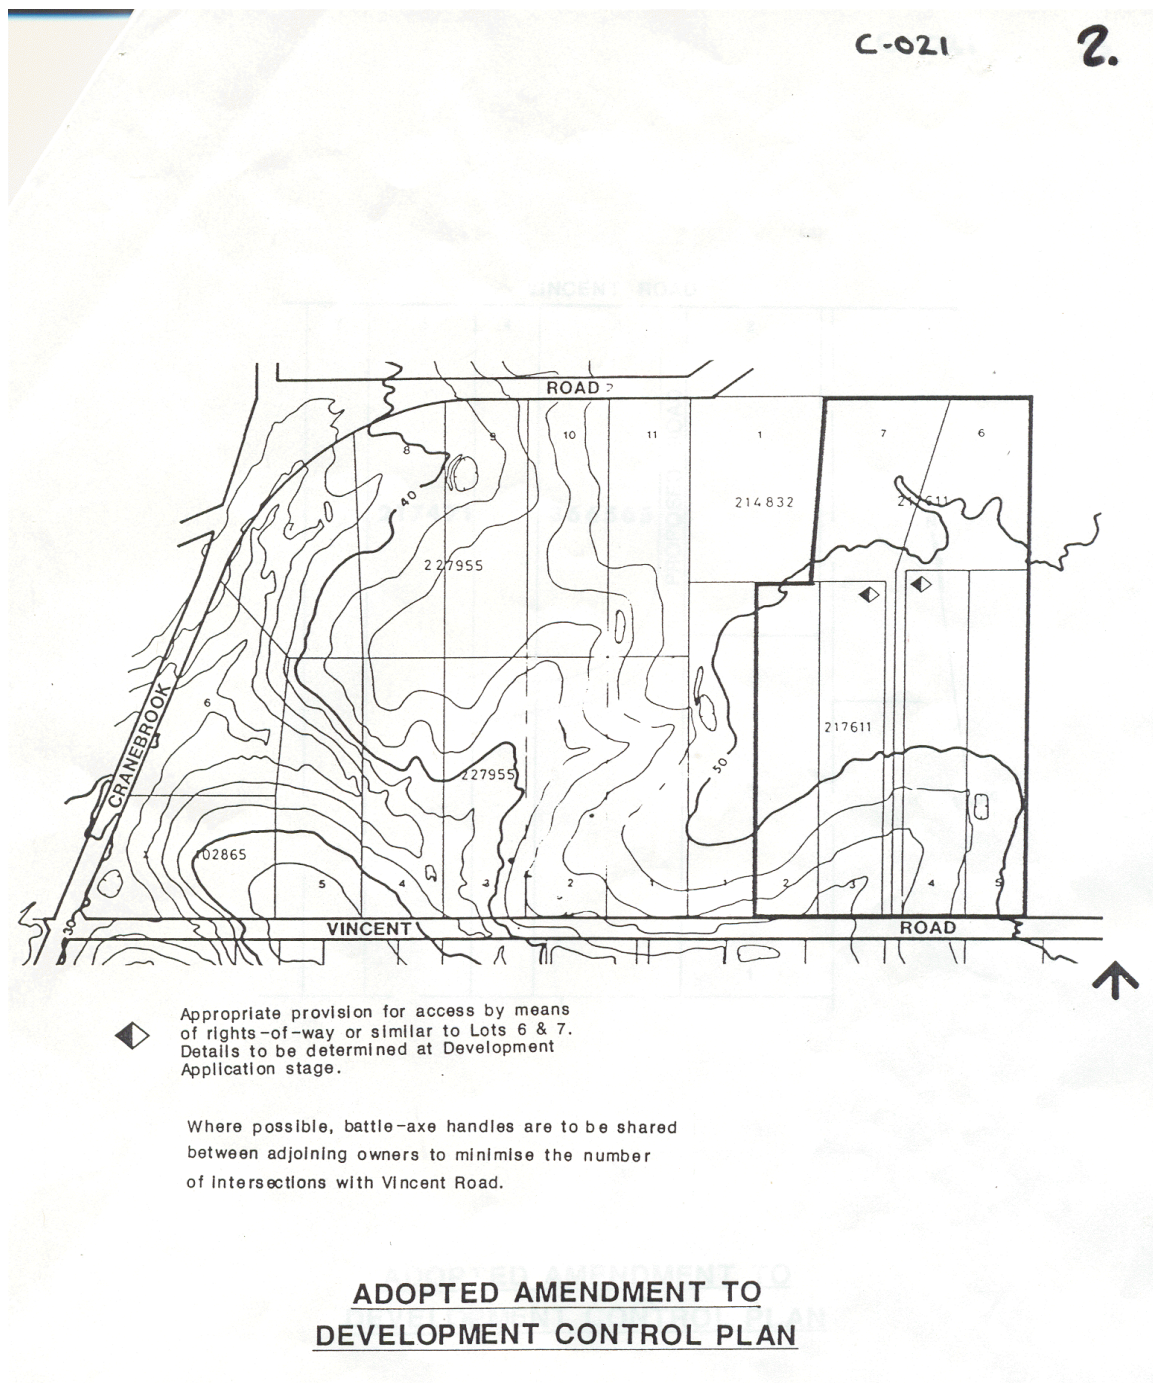 C-021
2.
ROAD
8
9
10
11
1
7
6
40
214832
217611
227955
6
CRANEBROOK
217611
50
227955
102865
5
4
3
2
1
1
2
3
4
5
30
VINCENT
ROAD
Appropriate provision for access by means
of rights-of-way or similar to Lots 6 & 7.
Details to be determined at Development
Application stage.
Where possible, battle-axe handles are to be shared
between adjoining owners to minimise the number
of intersections with Vincent Road.
ADOPTED AMENDMENT TO
DEVELOPMENT CONTROL PLAN